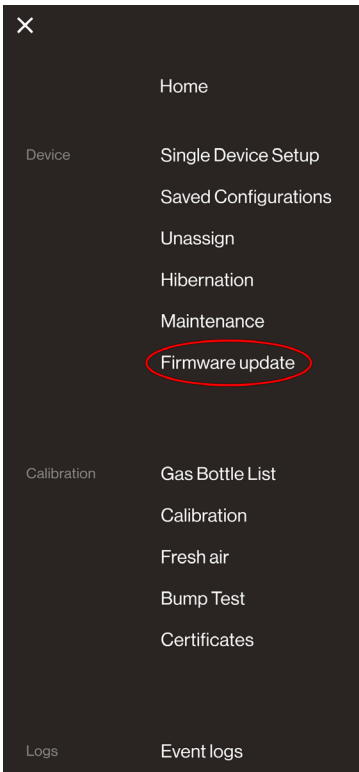 Home
Device Single Device Setup
Saved Configurations
Unassign
Hibernation
Maintenance
Firmware update
Calibration Gas Bottle List
Calibration
Fresh air
Bump Test
Certificates
Logs Event logs